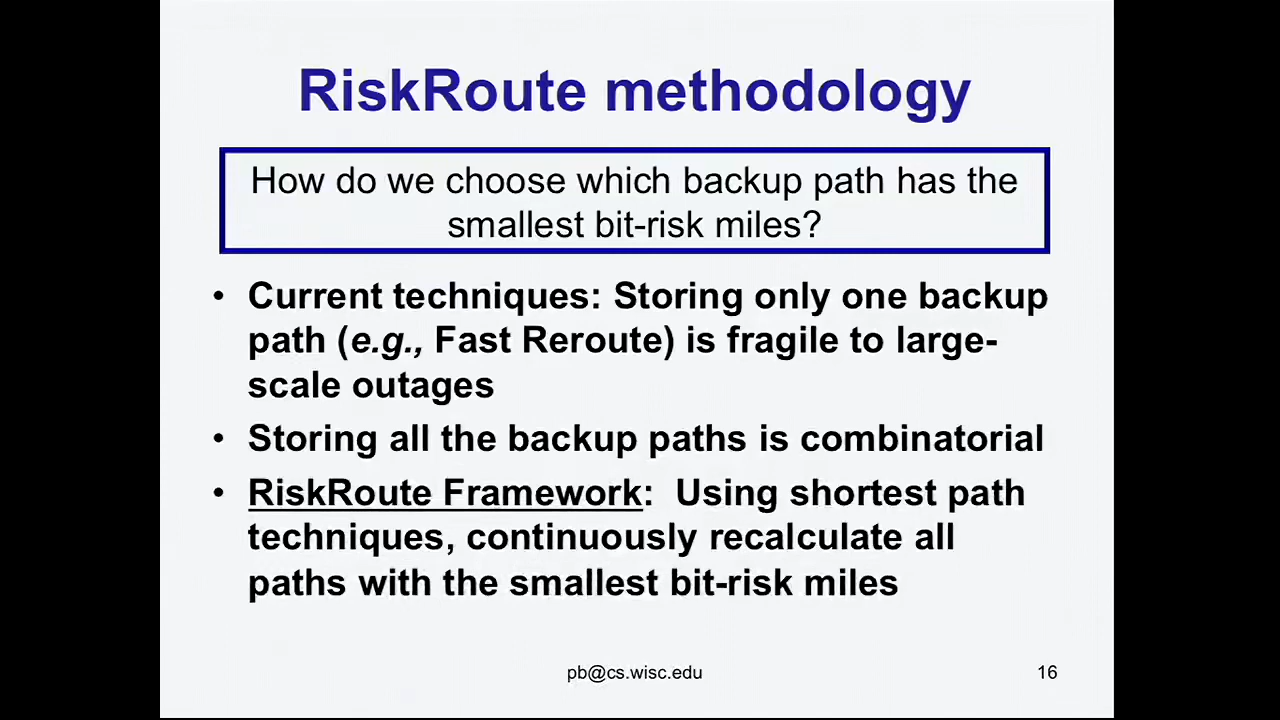 RiskRoute methodology
How do we choose which backup path has the
smallest bit-risk miles?
• Current techniques: Storing only one backup
path (e.g., Fast Reroute) is fragile to large-
scale outages
• Storing all the backup paths is combinatorial
• RiskRoute Framework:  Using shortest path
techniques, continuously recalculate all
paths with the smallest bit-risk miles
pb@cs.wisc.edu
16